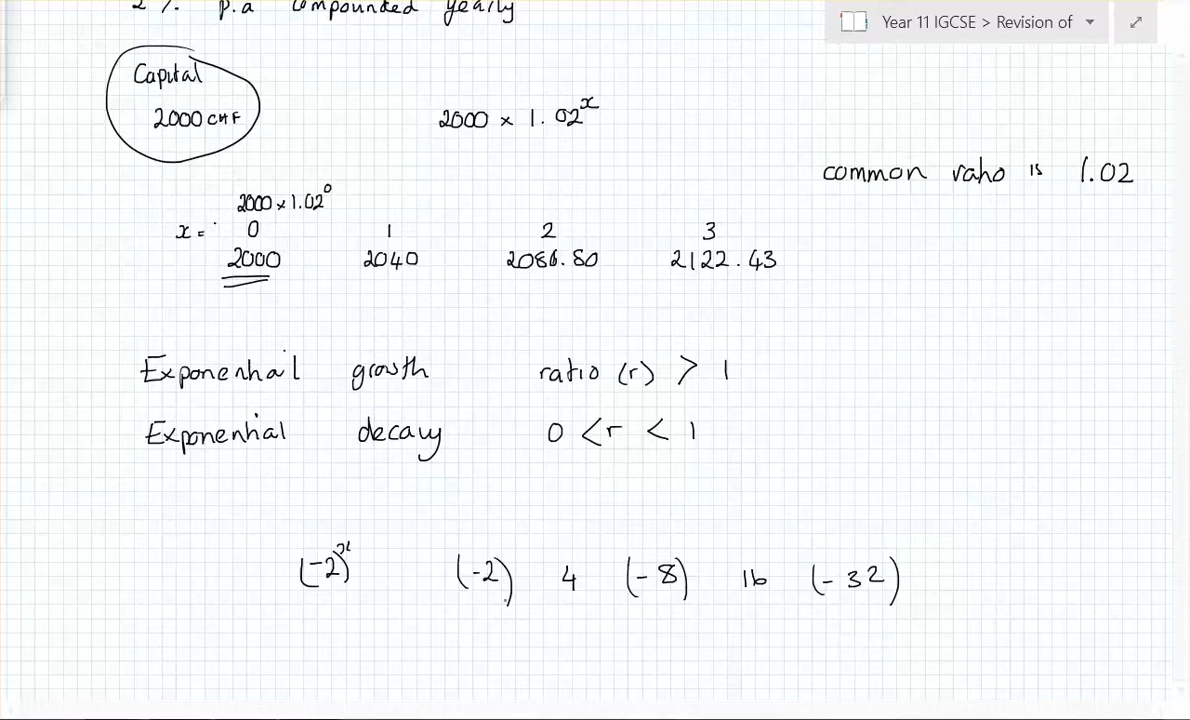 2 %. p.a compounded yearly
Year 11 IGCSE > Revision of
Capital
2000 CHF
2000 × 1.02^x
common ratio is 1.02
2000 × 1.02^0
x = 0 1 2 3
2000 2040 2086.80 2122.43
Exponential growth ratio (r) > 1
Exponential decay 0 < r < 1
(-2)^x (-2) 4 (-8) 16 (-32)